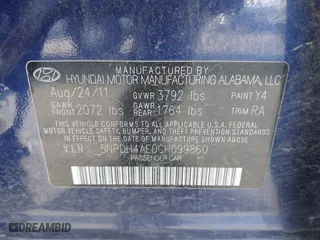 MANUFACTURED BY
HYUNDAI MOTOR MANUFACTURING ALABAMA, LLC
Aug/24/11 GVWR 3792 lbs PAINT Y4
GAWR FRONT 2072 lbs GAWR REAR 1764 lbs TRIM RA
THIS VEHICLE CONFORMS TO ALL APPLICABLE FEDERAL
MOTOR VEHICLE SAFETY, BUMPER, AND THEFT PREVENTION
STANDARDS IN EFFECT ON THE DATE OF MANUFACTURE
SHOWN ABOVE.
V.I.N. 5NPDH4AE0CH099860
PASSENGER CAR